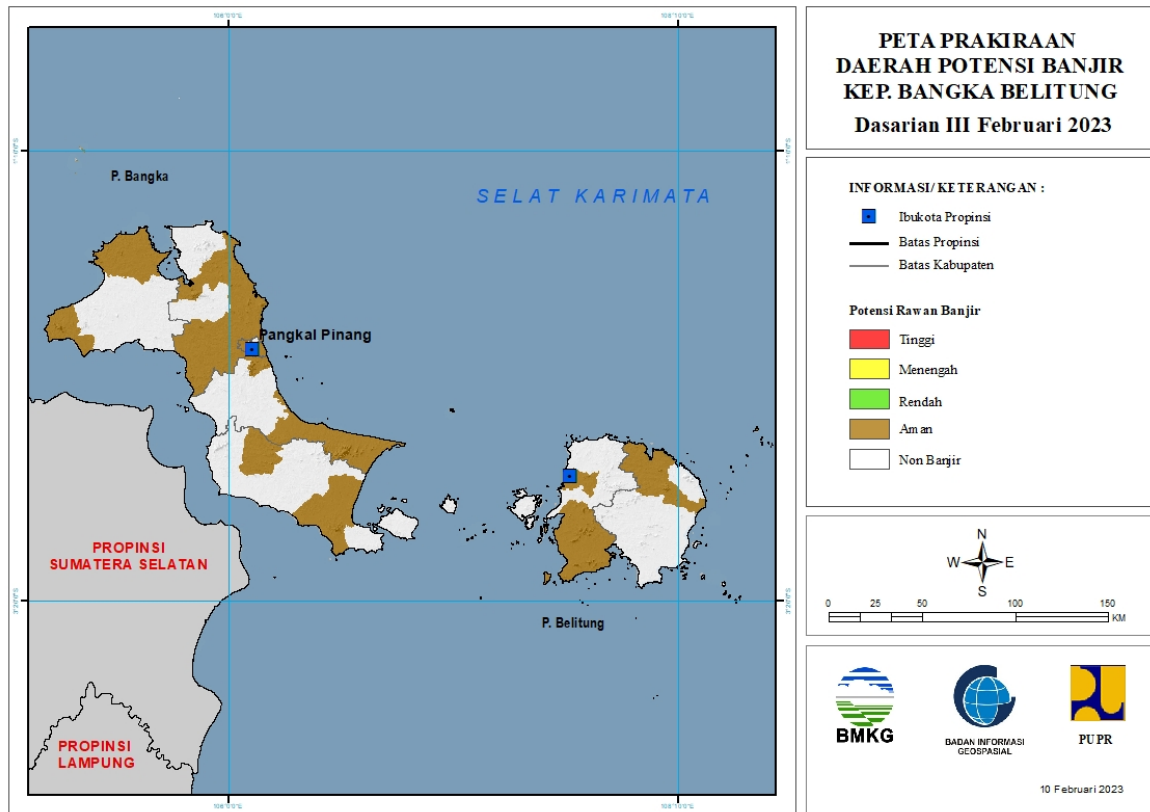 PETA PRAKIRAAN
DAERAH POTENSI BANJIR
KEP. BANGKA BELITUNG
Dasarian III Februari 2023
P. Bangka
SELAT KARIMATA
Pangkal Pinang
PROPINSI
SUMATERA SELATAN
P. Belitung
PROPINSI
LAMPUNG
INFORMASI/ KETERANGAN :
Ibukota Propinsi
Batas Propinsi
Batas Kabupaten
Potensi Rawan Banjir
Tinggi
Menengah
Rendah
Aman
Non Banjir
N
W E
S
0 25 50 100 150
KM
BMKG
BADAN INFORMASI
GEOSPASIAL
PUPR
10 Februari 2023